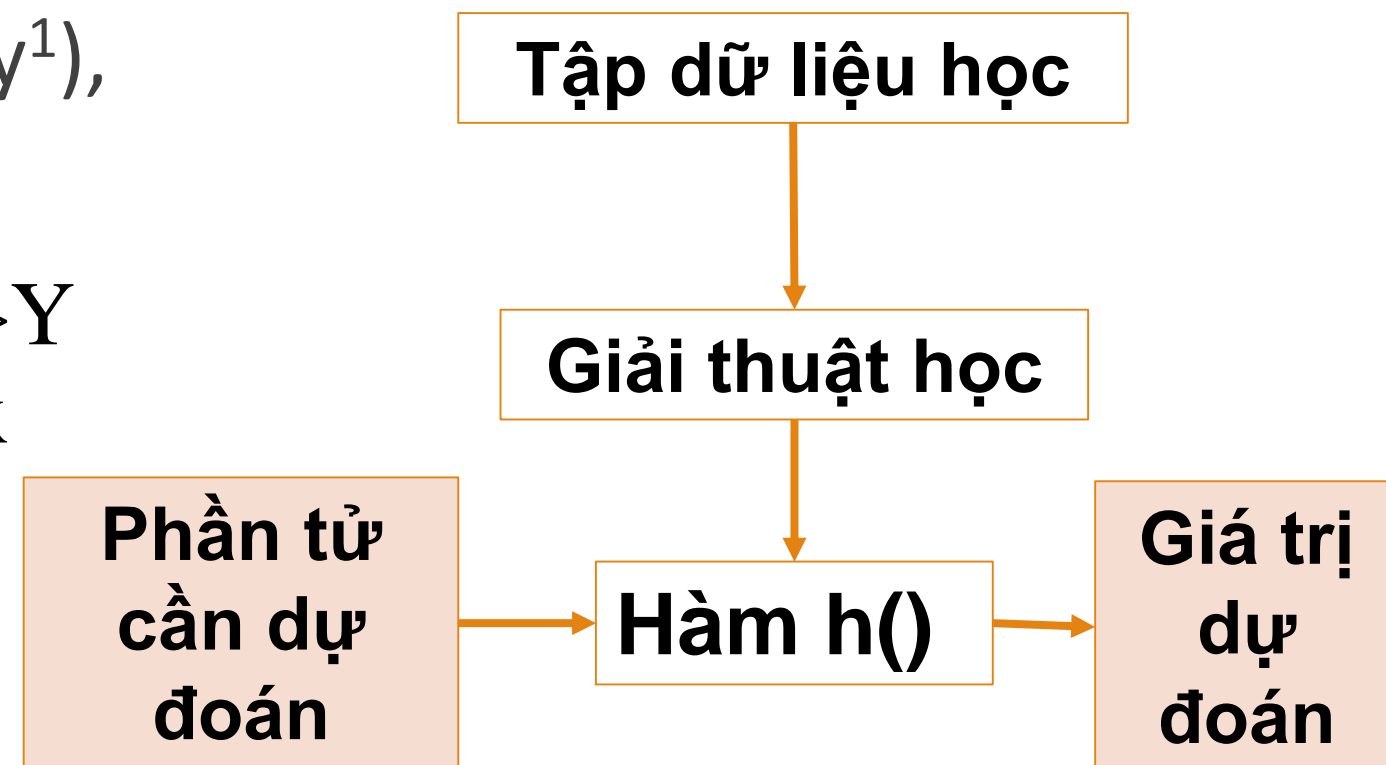 y¹),
Tập dữ liệu học
Y
Giải thuật học
Phần tử
cần dự
đoán
Hàm h()
Giá trị
dự
đoán